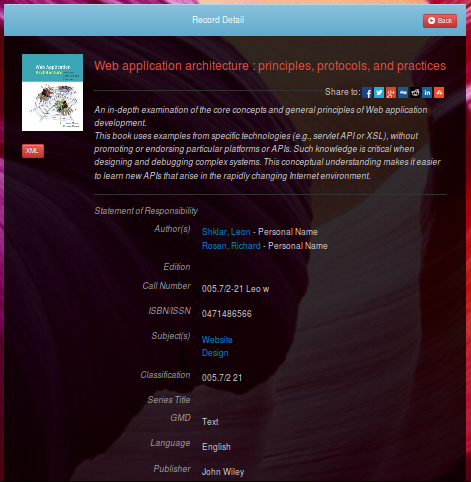 Record Detail
Back
Web Application
Architecture
Web application architecture : principles, protocols, and practices
Share to:
An in-depth examination of the core concepts and general principles of Web application
development.
This book uses examples from specific technologies (e.g., servlet API or XSL), without
promoting or endorsing particular platforms or APIs. Such knowledge is critical when
designing and debugging complex systems. This conceptual understanding makes it easier
to learn new APIs that arise in the rapidly changing Internet environment.
XML
Statement of Responsibility
Author(s) Shklar, Leon - Personal Name
Rosen, Richard - Personal Name
Edition
Call Number 005.7/2-21 Leo w
ISBN/ISSN 0471486566
Subject(s) Website
Design
Classification 005.7/2 21
Series Title
GMD Text
Language English
Publisher John Wiley